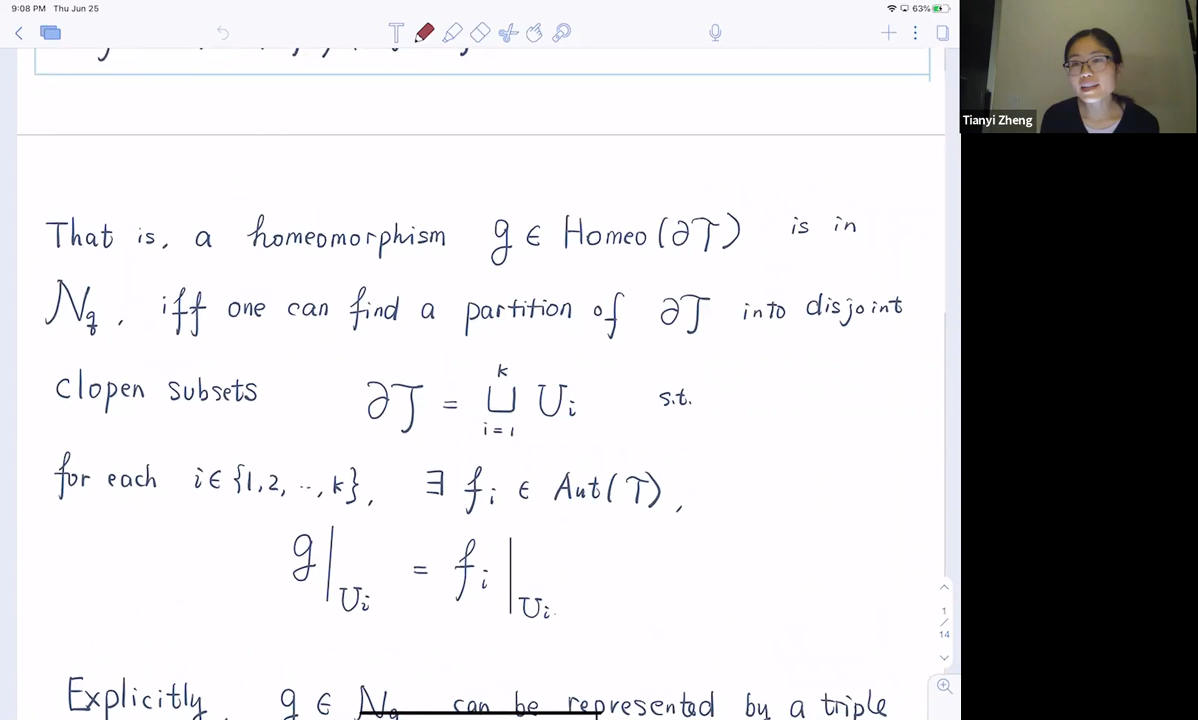 9:08 PM Thu Jun 25
63%
Tianyi Zheng
That is, a homeomorphism g ∈ Homeo(∂T) is in
N_q, iff one can find a partition of ∂T into disjoint
clopen subsets ∂T = ⊔_{i=1}^{k} U_i s.t.
for each i∈{1,2,..,k}, ∃ f_i ∈ Aut(T),
g|_{U_i} = f_i|_{U_i}.
1
/
14
Explicitly, g ∈ N_q can be represented by a triple